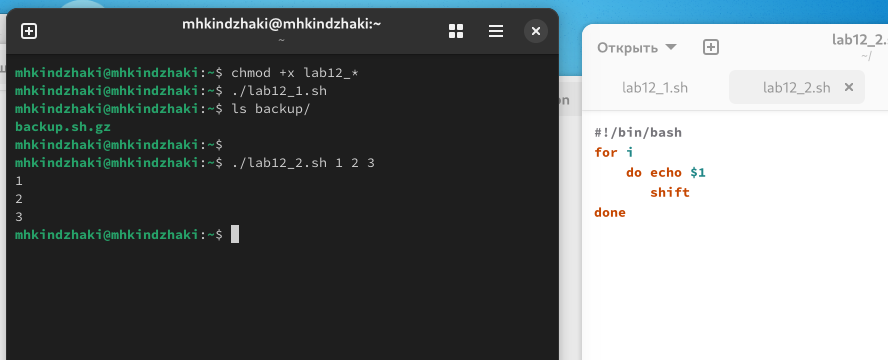 mhkindzhaki@mhkindzhaki:~
~
mhkindzhaki@mhkindzhaki:~$ chmod +x lab12_*
mhkindzhaki@mhkindzhaki:~$ ./lab12_1.sh
mhkindzhaki@mhkindzhaki:~$ ls backup/
backup.sh.gz
mhkindzhaki@mhkindzhaki:~$
mhkindzhaki@mhkindzhaki:~$ ./lab12_2.sh 1 2 3
1
2
3
mhkindzhaki@mhkindzhaki:~$
Открыть
lab12_2.
~/
lab12_1.sh
lab12_2.sh
#!/bin/bash
for i
do echo $1
shift
done